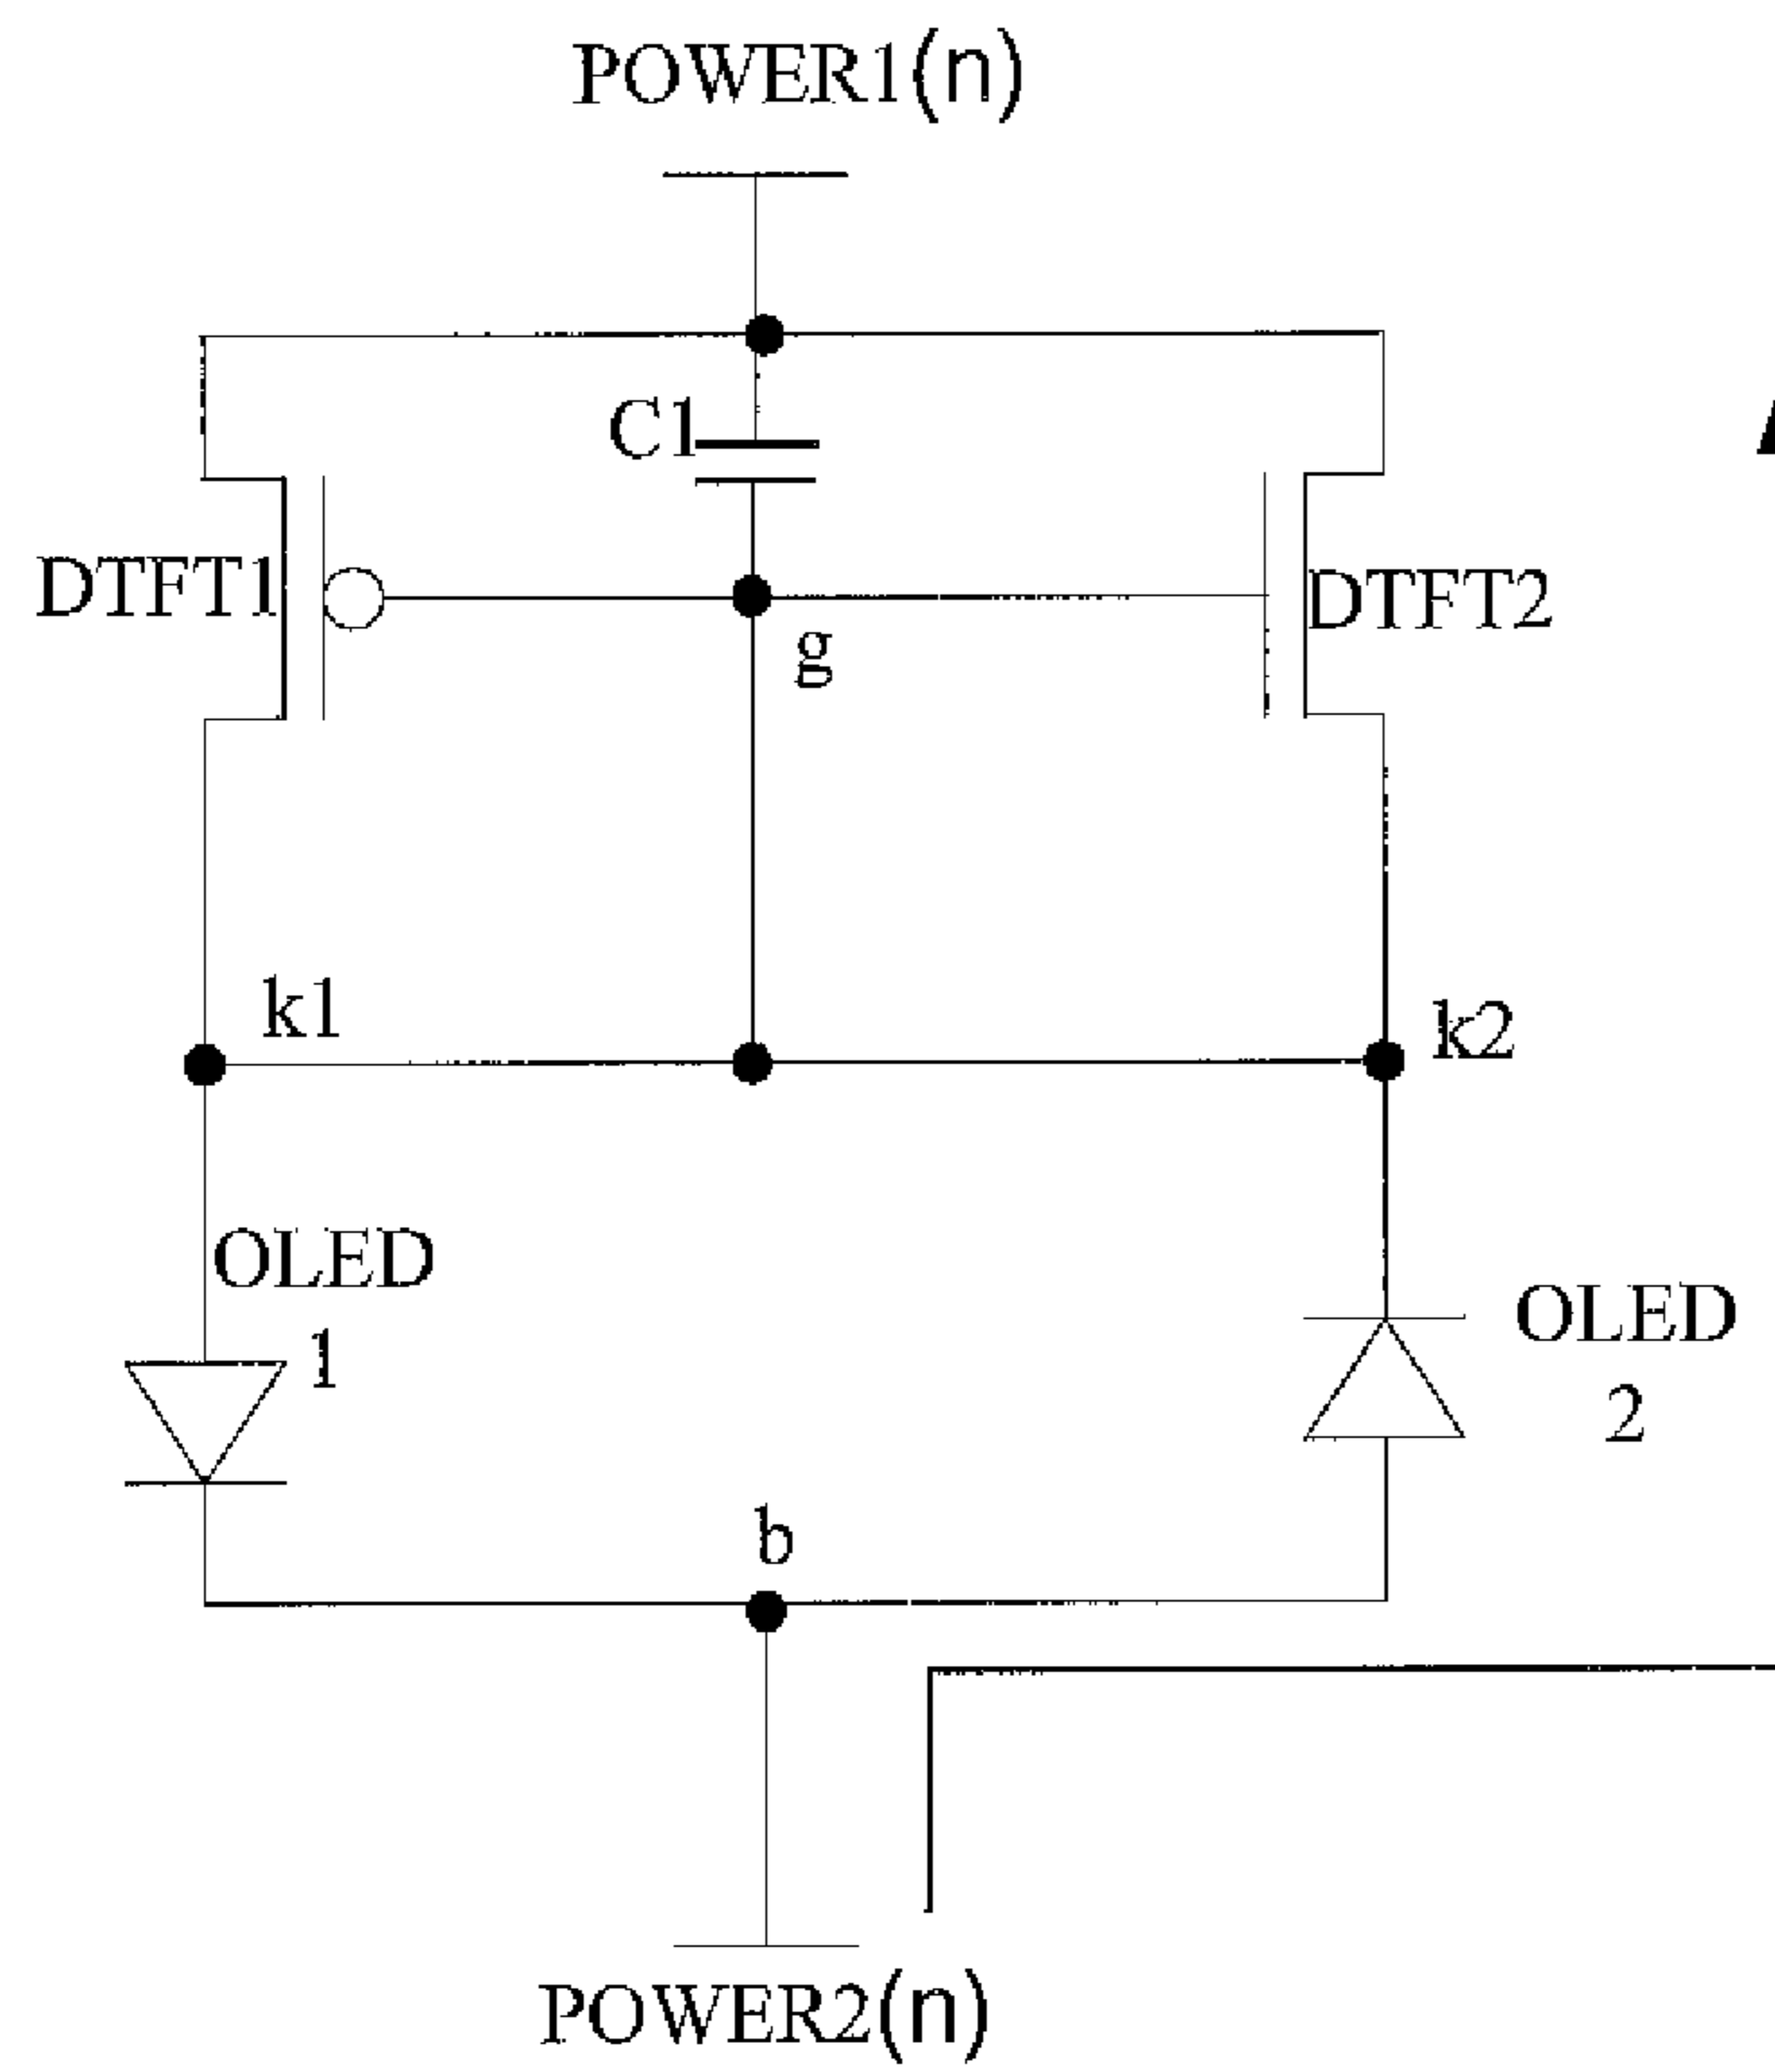 POWER1(n)
C1
DTFT1
DTFT2
g
k1
k2
OLED
1
OLED
2
b
POWER2(n)